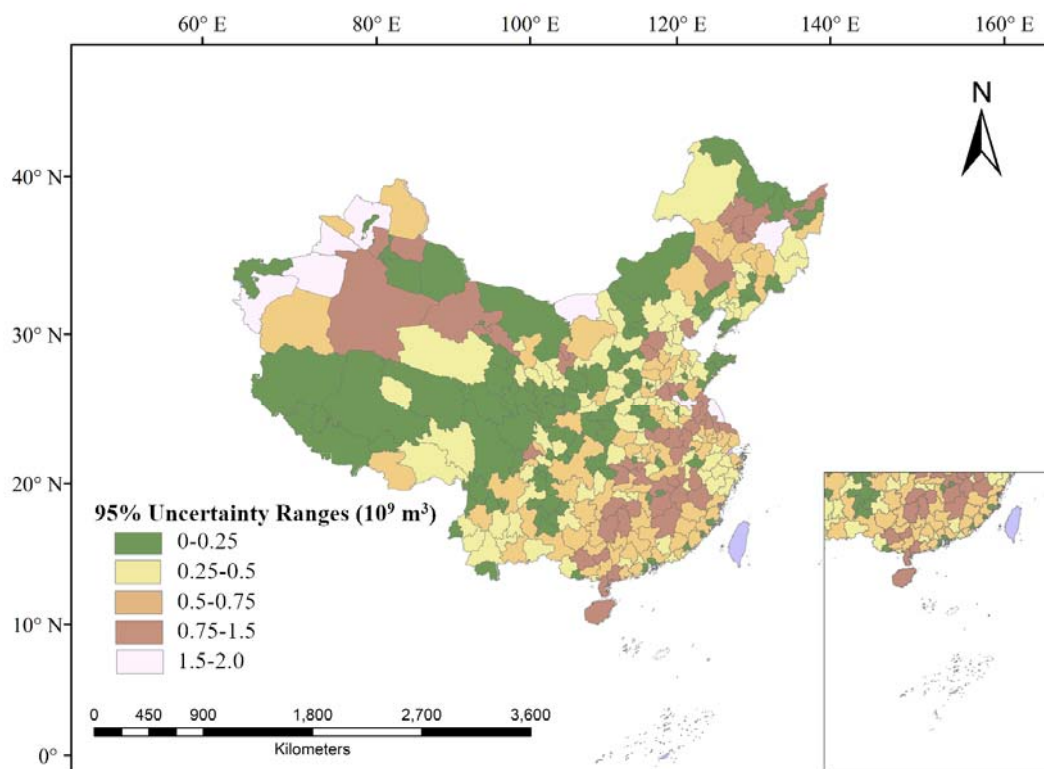 60° E 80° E 100° E 120° E 140° E 160° E
N
40° N
30° N
20° N
95% Uncertainty Ranges (10⁹ m³)
0-0.25
0.25-0.5
0.5-0.75
0.75-1.5
1.5-2.0
10° N
0 450 900 1,800 2,700 3,600
Kilometers
0°